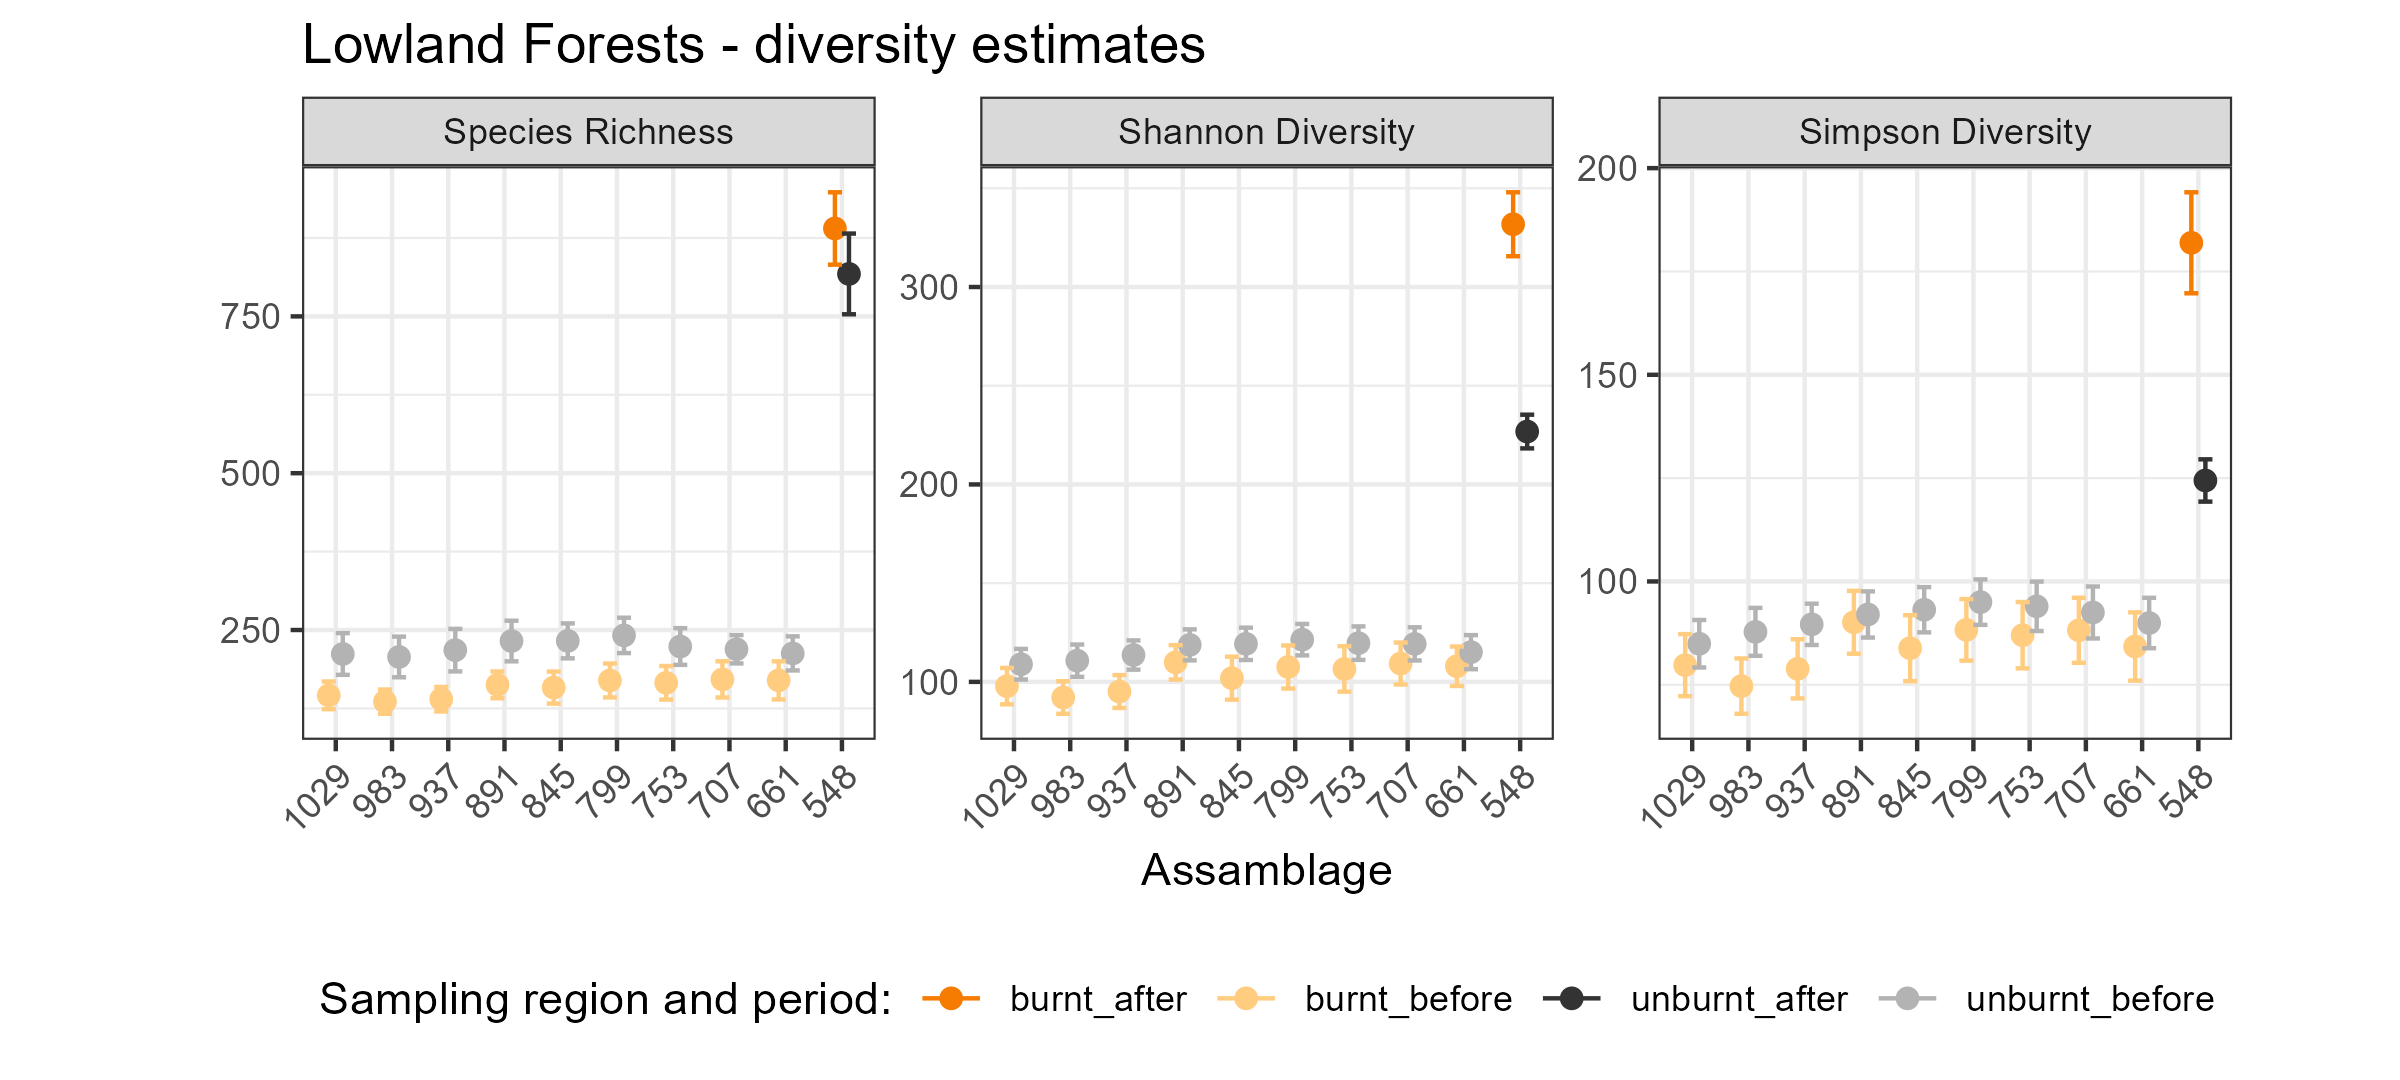 Lowland Forests - diversity estimates
Species Richness
Shannon Diversity
Simpson Diversity
750
500
250
300
200
100
200
150
100
1029 983 937 891 845 799 753 707 661 548
1029 983 937 891 845 799 753 707 661 548
1029 983 937 891 845 799 753 707 661 548
Assamblage
Sampling region and period: burnt_after burnt_before unburnt_after unburnt_before